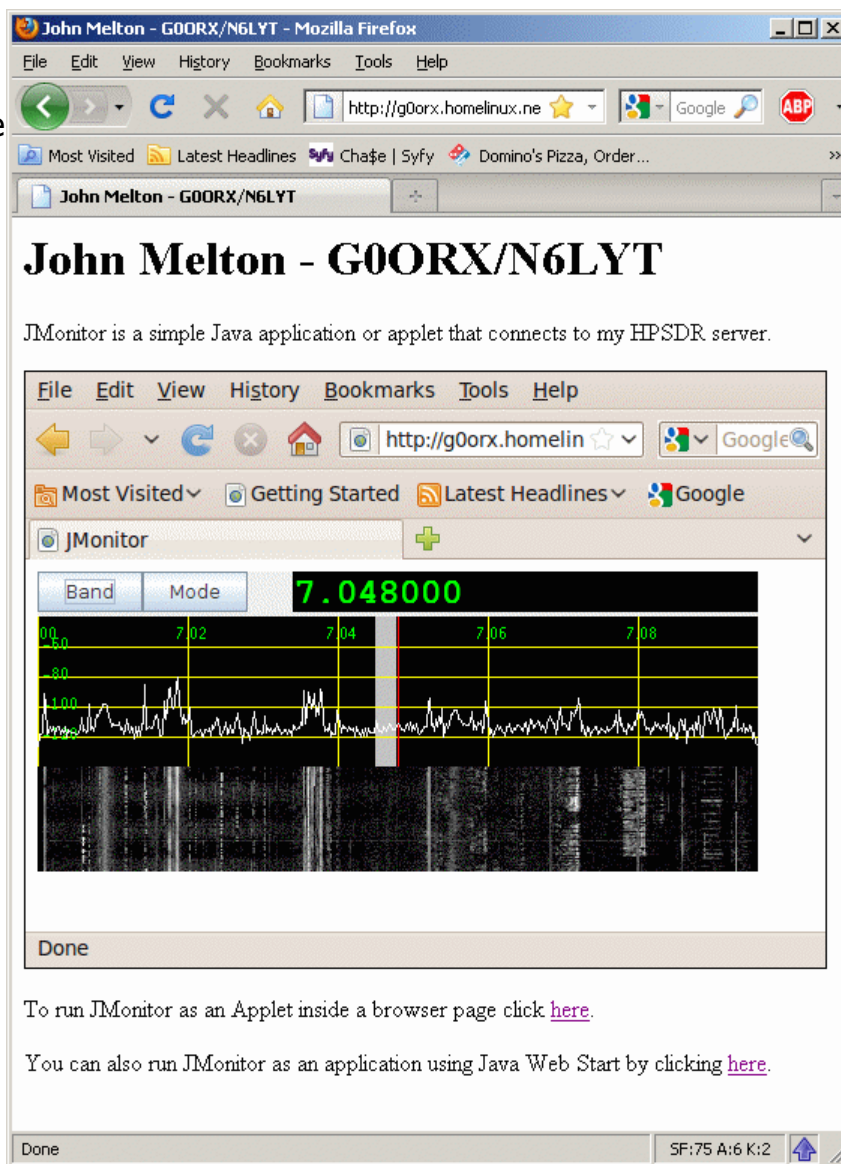 John Melton - G0ORX/N6LYT - Mozilla Firefox
File Edit View History Bookmarks Tools Help
e
http://g0orx.homelinux.ne Google ABP
Most Visited Latest Headlines Syfy Cha$e | Syfy Domino's Pizza, Order... »
John Melton - G0ORX/N6LYT
John Melton - G0ORX/N6LYT
JMonitor is a simple Java application or applet that connects to my HPSDR server.
File Edit View History Bookmarks Tools Help
http://g0orx.homelin Google
Most Visited Getting Started Latest Headlines Google
JMonitor
Band Mode 7.048000
00 7.02 7.04 7.06 7.08
-60
-80
-100
-120
Done
To run JMonitor as an Applet inside a browser page click here.
You can also run JMonitor as an application using Java Web Start by clicking here.
Done SF:75 A:6 K:2